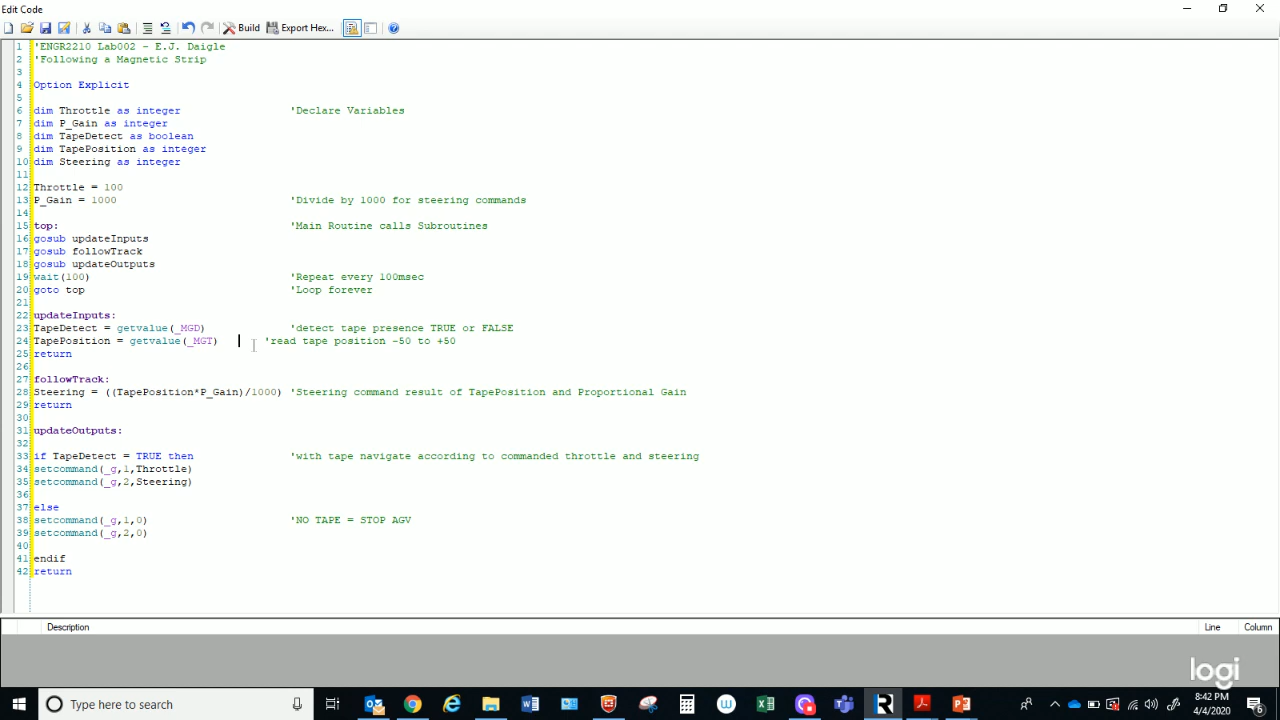 Edit Code
Build
Export Hex...
1 'ENGR2210 Lab002 - E.J. Daigle
2 'Following a Magnetic Strip
3
4 Option Explicit
5
6 dim Throttle as integer 'Declare Variables
7 dim P_Gain as integer
8 dim TapeDetect as boolean
9 dim TapePosition as integer
10 dim Steering as integer
11
12 Throttle = 100
13 P_Gain = 1000 'Divide by 1000 for steering commands
14
15 top: 'Main Routine calls Subroutines
16 gosub updateInputs
17 gosub followTrack
18 gosub updateOutputs
19 wait(100) 'Repeat every 100msec
20 goto top 'Loop forever
21
22 updateInputs:
23 TapeDetect = getvalue(_MGD) 'detect tape presence TRUE or FALSE
24 TapePosition = getvalue(_MGT) 'read tape position -50 to +50
25 return
26
27 followTrack:
28 Steering = ((TapePosition*P_Gain)/1000) 'Steering command result of TapePosition and Proportional Gain
29 return
30
31 updateOutputs:
32
33 if TapeDetect = TRUE then 'with tape navigate according to commanded throttle and steering
34 setcommand(_g,1,Throttle)
35 setcommand(_g,2,Steering)
36
37 else
38 setcommand(_g,1,0) 'NO TAPE = STOP AGV
39 setcommand(_g,2,0)
40
41 endif
42 return
Description Line Column
logi
Type here to search
8:42 PM
4/4/2020
6